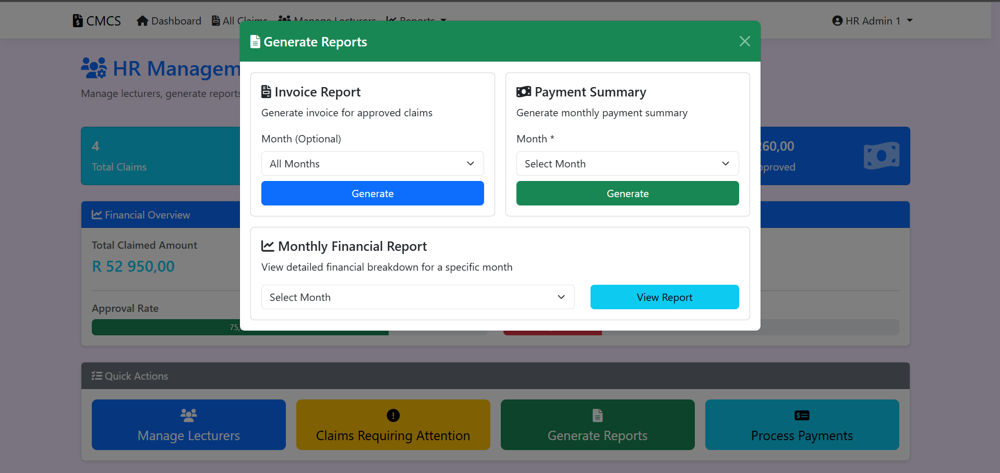 CMCS Dashboard All Claims Manage Lecturers Reports HR Admin 1
Generate Reports
HR Managem
Manage lecturers, generate reports
Invoice Report
Generate invoice for approved claims
Month (Optional)
All Months
Generate
Payment Summary
Generate monthly payment summary
Month *
Select Month
Generate
4
Total Claims
260,00
pproved
Financial Overview
Monthly Financial Report
View detailed financial breakdown for a specific month
Select Month
View Report
Total Claimed Amount
R 52 950,00
Approval Rate
75,
Quick Actions
Manage Lecturers
Claims Requiring Attention
Generate Reports
Process Payments